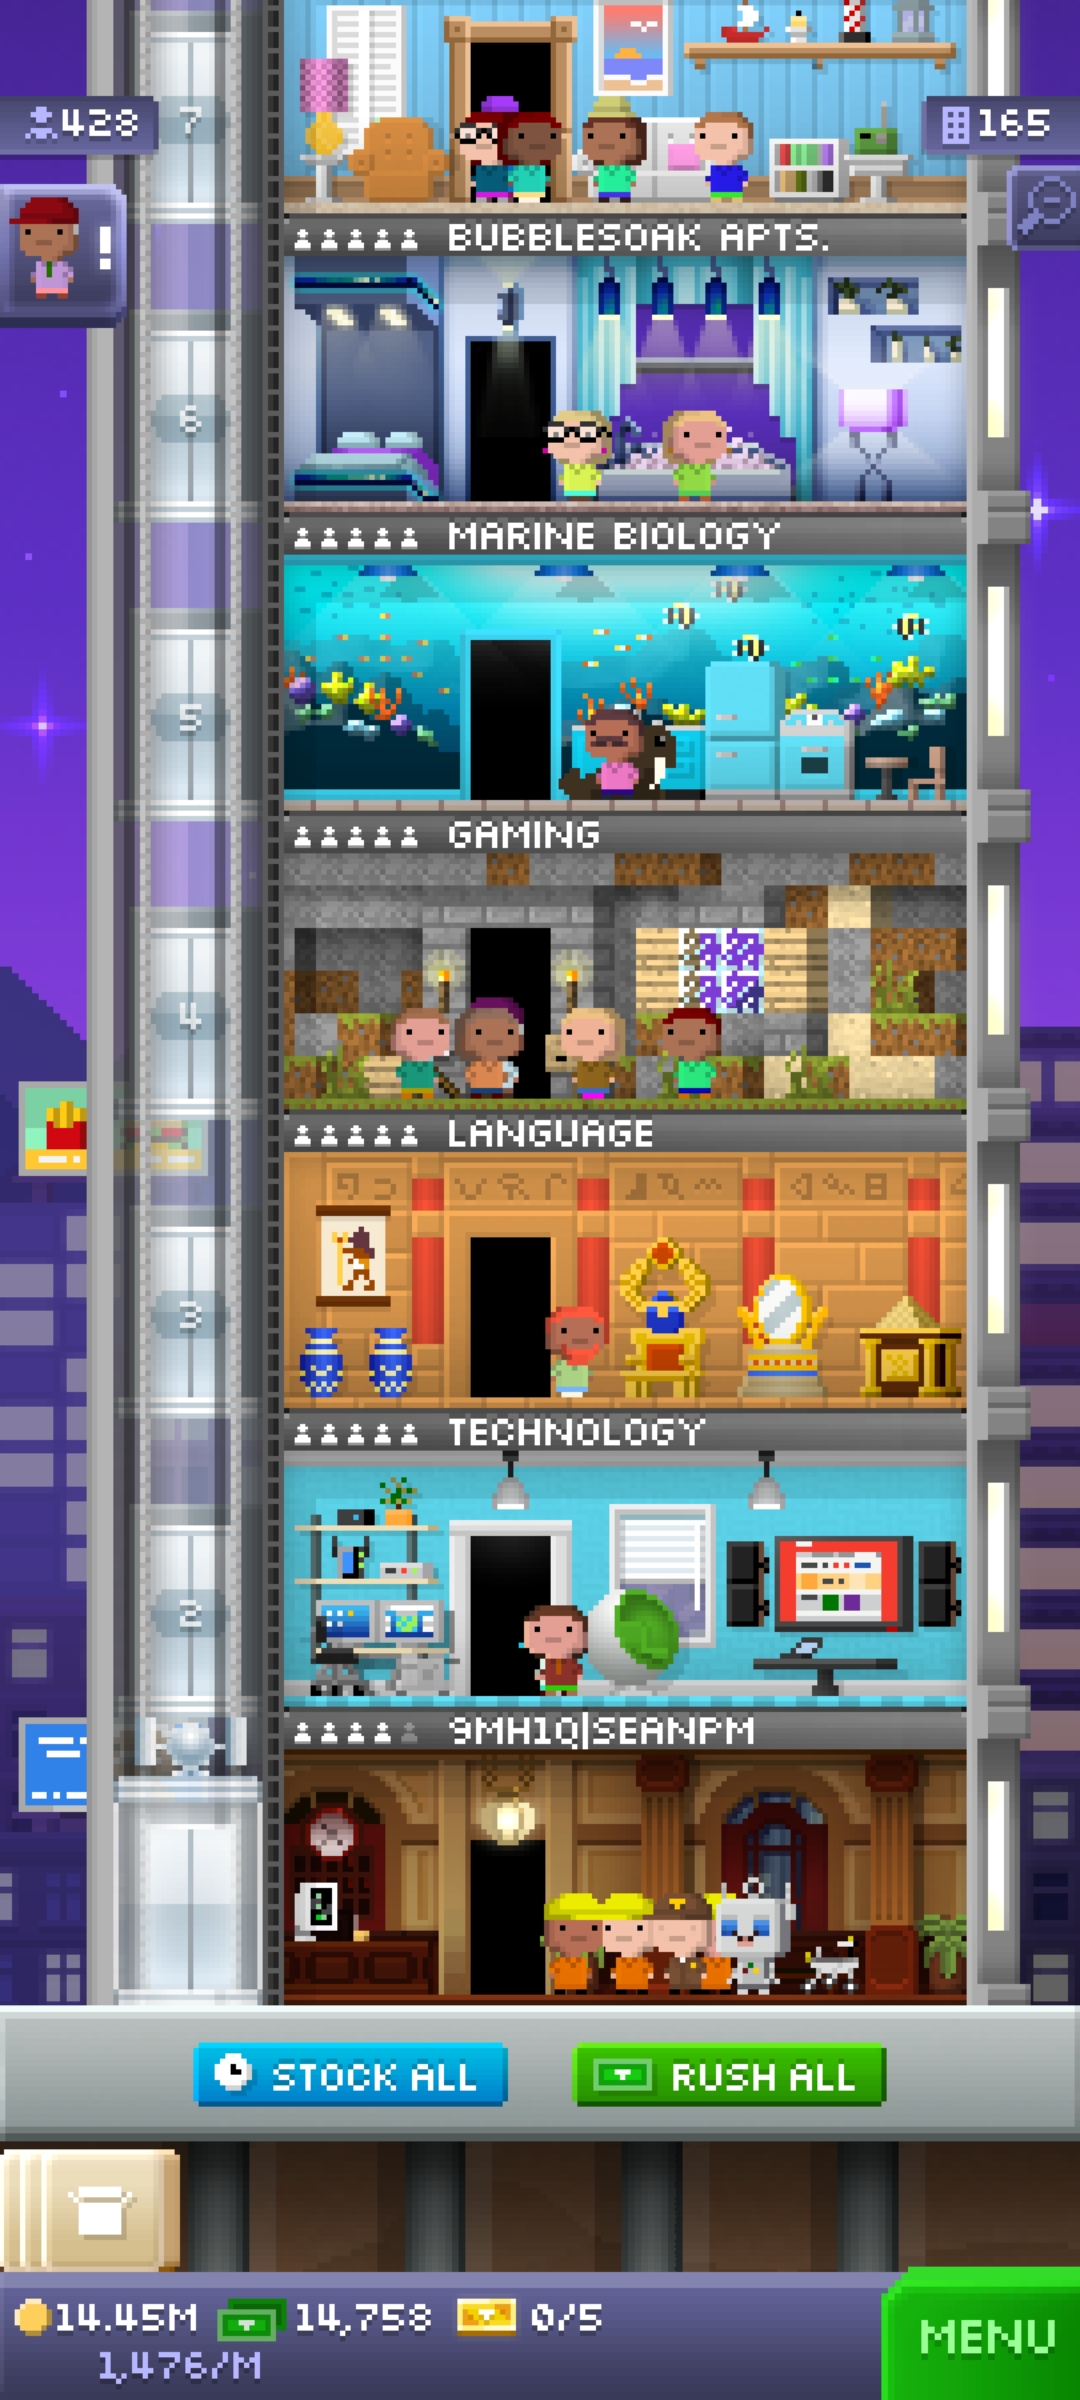 7
428
165
!
BUBBLESOAK APTS.
6
MARINE BIOLOGY
5
GAMING
4
LANGUAGE
3
TECHNOLOGY
2
9MH1Q|SEANPM
STOCK ALL
RUSH ALL
14.45M 14,758 0/5
1,476/M
MENU